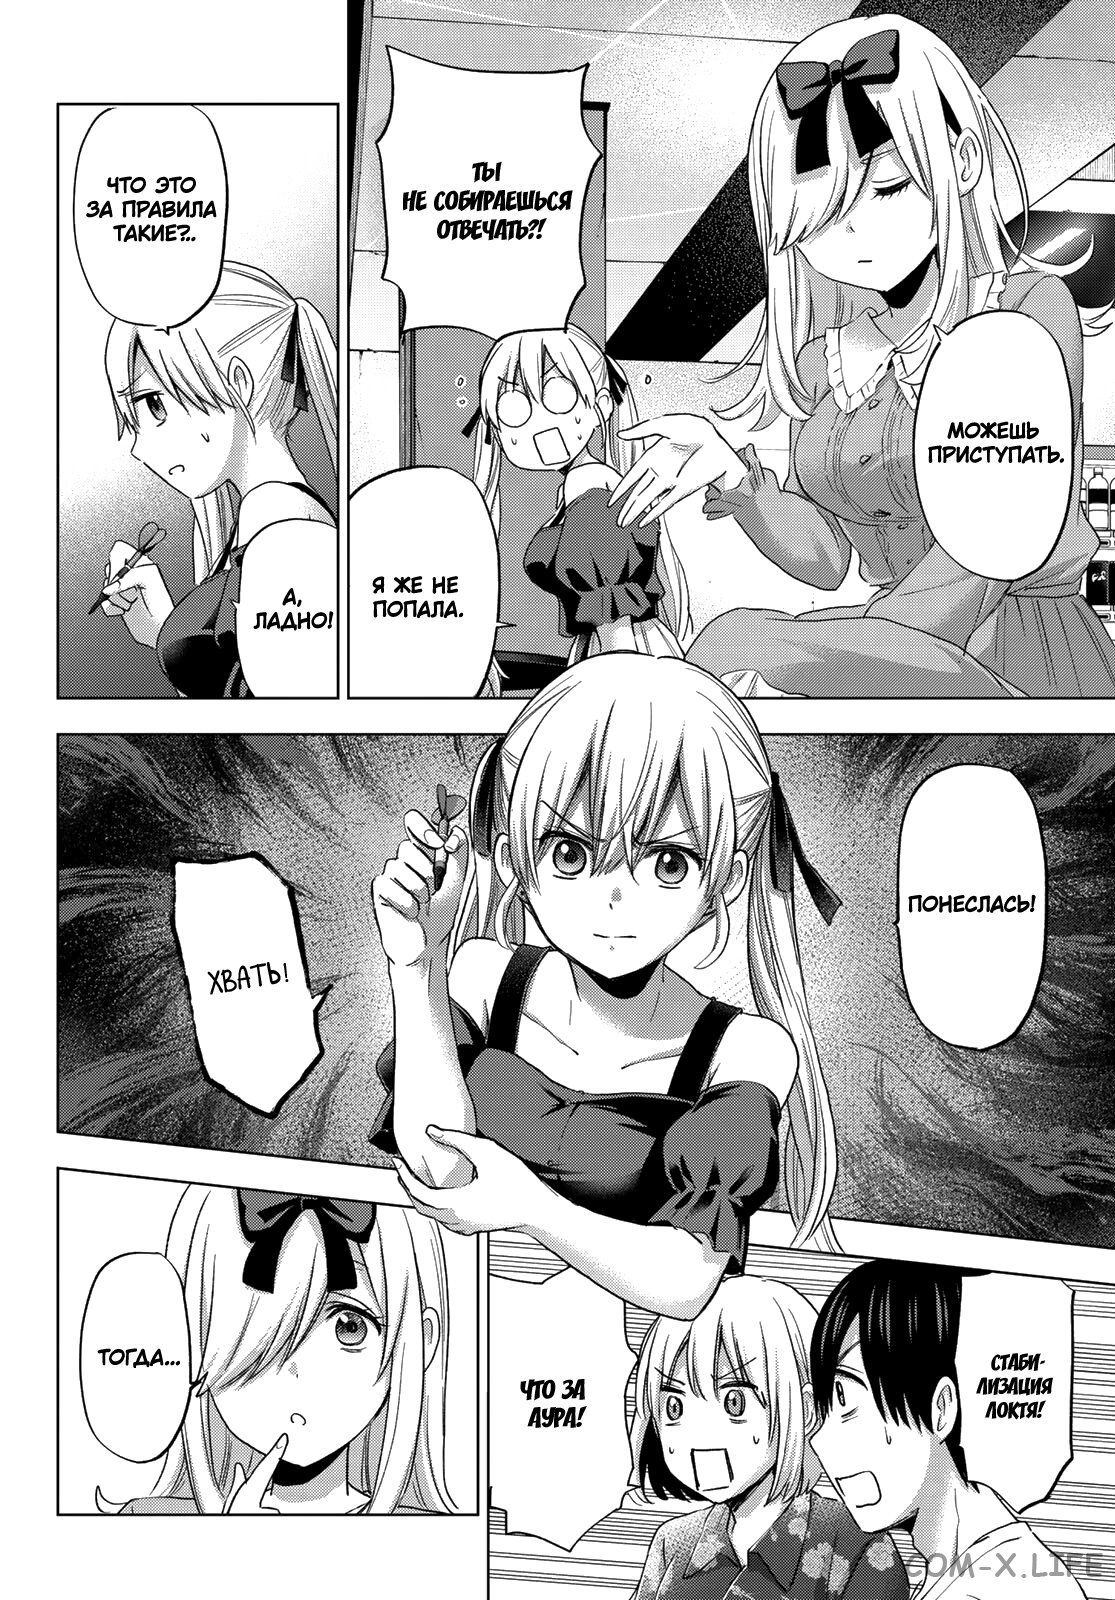 МОЖЕШЬ
ПРИСТУПАТЬ.
ТЫ
НЕ СОБИРАЕШЬСЯ
ОТВЕЧАТЬ?!
Я ЖЕ НЕ
ПОПАЛА.
ЧТО ЭТО
ЗА ПРАВИЛА
ТАКИЕ?..
А,
ЛАДНО!
ПОНЕСЛАСЬ!
ХВАТЬ!
СТАБИ-
ЛИЗАЦИЯ
ЛОКТЯ!
ЧТО ЗА
АУРА!
ТОГДА...
COM-X.LIFE